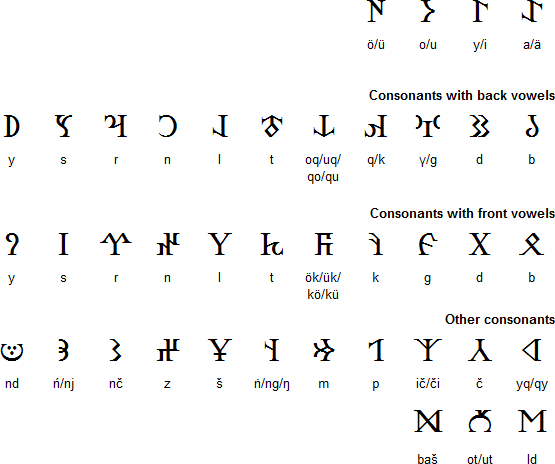 𐰇 𐰆 𐰃 𐰀
ö/ü o/u y/i a/ä
Consonants with back vowels
𐰖 𐰽 𐰺 𐰣 𐰞 𐱃 𐰸 𐰴 𐰍 𐰑 𐰉
y s r n l t oq/uq/ q/k γ/g d b
qo/qu
Consonants with front vowels
𐰘 𐰾 𐰼 𐰤 𐰠 𐱅 𐰜 𐰚 𐰏 𐰓 𐰋
y s r n l t ök/ük/ k g d b
kö/kü
Other consonants
𐰦 𐰪 𐰨 𐰔 𐱁 𐰭 𐰢 𐰯 𐰱 𐰲 𐰶
nd ń/nj nč z š ń/ng/ŋ m p ič/či č yq/qy
𐱈 𐱇 𐰡
baš ot/ut ld